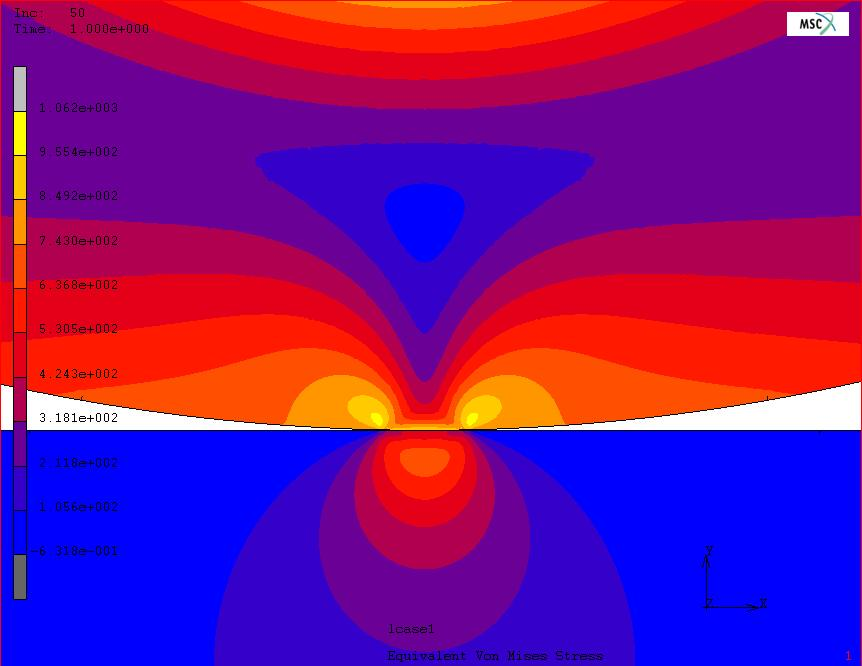 Inc: 50
Time: 1.000e+000
MSC X
1.062e+003
9.554e+002
8.492e+002
7.430e+002
6.368e+002
5.305e+002
4.243e+002
3.181e+002
2.118e+002
1.056e+002
-6.318e-001
Y
Z X
lcase1
Equivalent Von Mises Stress
1